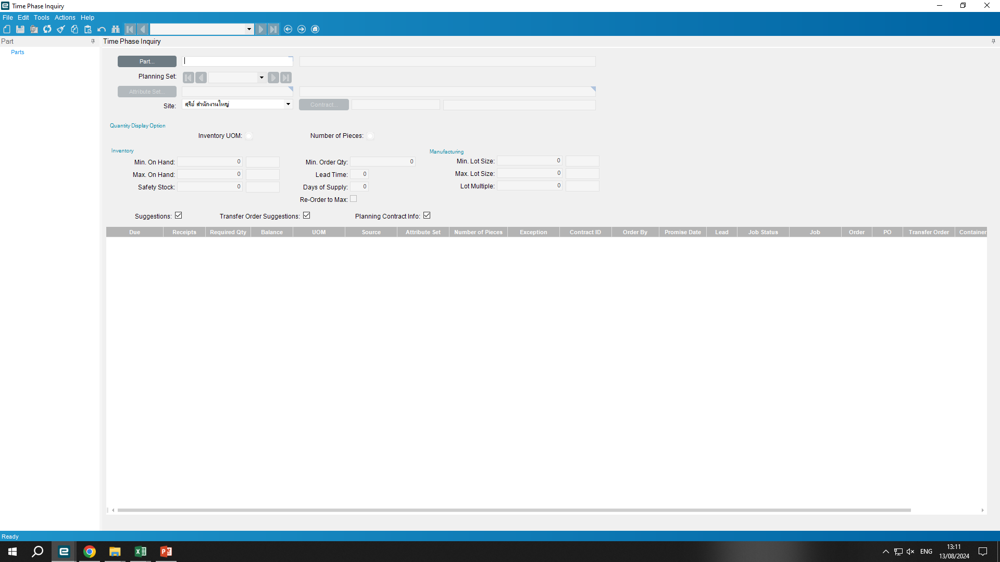 Time Phase Inquiry
File Edit Tools Actions Help
Part
Time Phase Inquiry
Parts
Part...
Planning Set:
Attribute Set...
Site: สุริย์ สำนักงานใหญ่ Contract...
Quantity Display Option
Inventory UOM: Number of Pieces:
Inventory
Manufacturing
Min. On Hand: 0 Min. Order Qty: 0 Min. Lot Size: 0
Max. On Hand: 0 Lead Time: 0 Max. Lot Size: 0
Safety Stock: 0 Days of Supply: 0 Lot Multiple: 0
Re-Order to Max:
Suggestions: Transfer Order Suggestions: Planning Contract Info:
Due Receipts Required Qty Balance UOM Source Attribute Set Number of Pieces Exception Contract ID Order By Promise Date Lead Job Status Job Order PO Transfer Order Container
Ready
ENG
13:11
13/08/2024